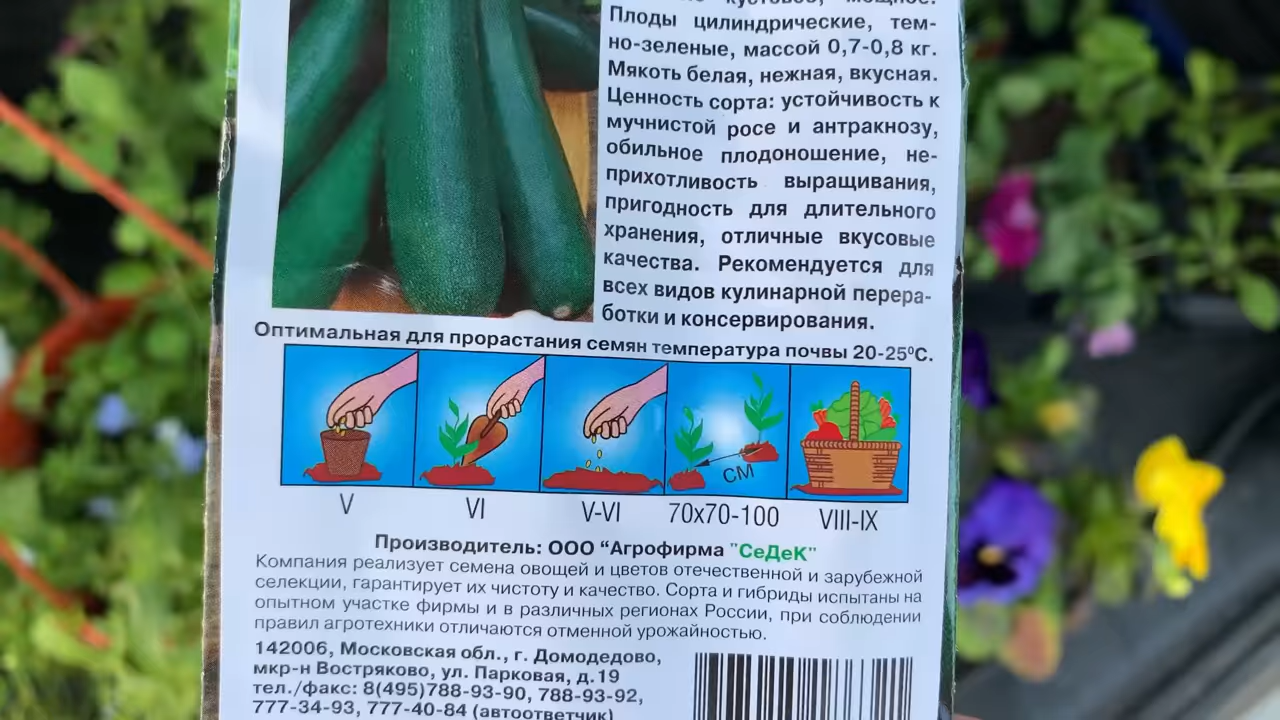 кустовое, мощное.
Плоды цилиндрические, тем-
но-зеленые, массой 0,7-0,8 кг.
Мякоть белая, нежная, вкусная.
Ценность сорта: устойчивость к
мучнистой росе и антракнозу,
обильное плодоношение, не-
прихотливость выращивания,
пригодность для длительного
хранения, отличные вкусовые
качества. Рекомендуется для
всех видов кулинарной перера-
ботки и консервирования.
Оптимальная для прорастания семян температура почвы 20-25⁰С.
СМ
V VI V-VI 70х70-100 VIII-IX
Производитель: ООО “Агрофирма "СеДеК"
Компания реализует семена овощей и цветов отечественной и зарубежной
селекции, гарантирует их чистоту и качество. Сорта и гибриды испытаны на
опытном участке фирмы и в различных регионах России, при соблюдении
правил агротехники отличаются отменной урожайностью.
142006, Московская обл., г. Домодедово,
мкр-н Востряково, ул. Парковая, д.19
тел./факс: 8(495)788-93-90, 788-93-92,
777-34-93, 777-40-84 (автоответчик)